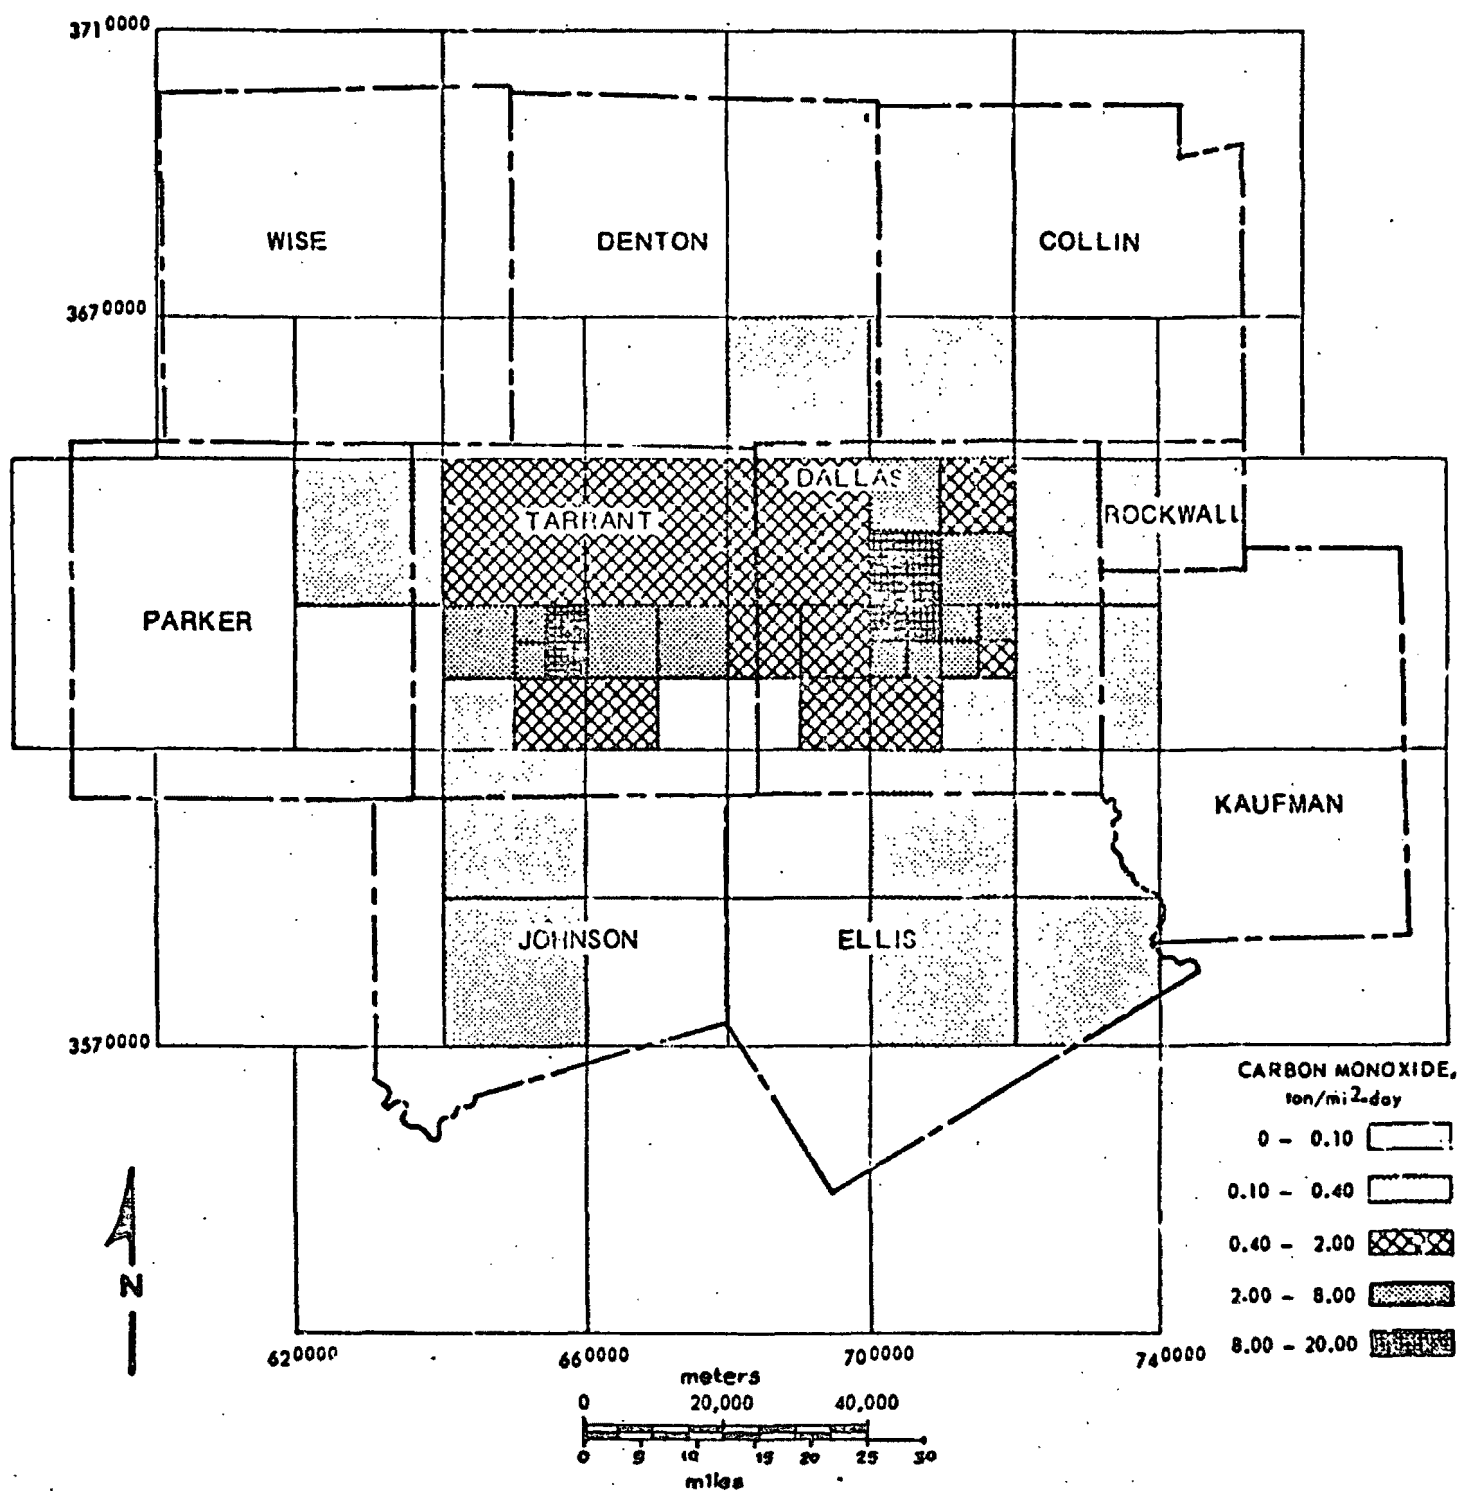 3710000
WISE DENTON COLLIN
3670000
DALLAS
TARRANT ROCKWALL
PARKER
KAUFMAN
JOHNSON ELLIS
3570000
CARBON MONOXIDE,
ton/mi2-day
0 - 0.10
0.10 - 0.40
0.40 - 2.00
2.00 - 8.00
8.00 - 20.00
N
620000 660000 700000 740000
meters
0 20,000 40,000
0 5 10 15 20 25 30
miles